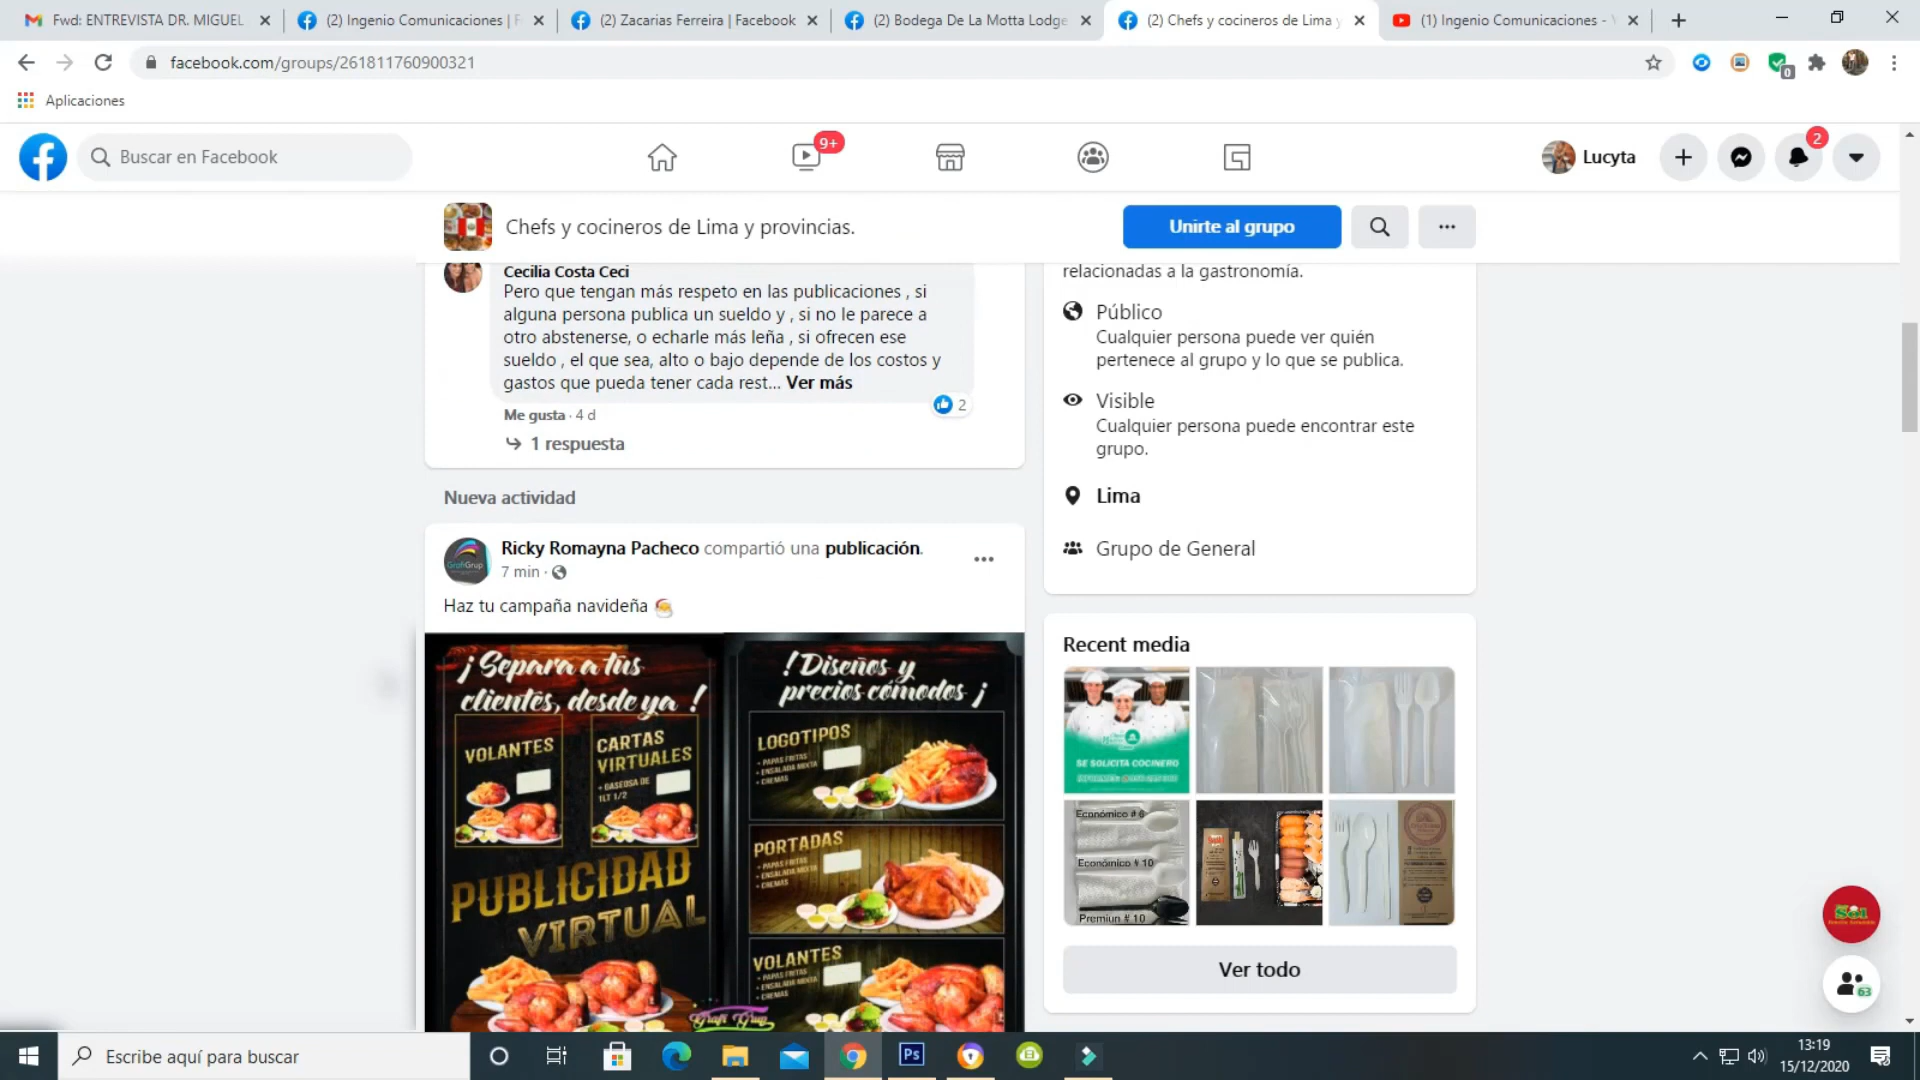 Fwd: ENTREVISTA DR. MIGUEL
(2) Ingenio Comunicaciones | F
(2) Zacarias Ferreira | Facebook
(2) Bodega De La Motta Lodge
(2) Chefs y cocineros de Lima y
(1) Ingenio Comunicaciones -
facebook.com/groups/261811760900321
0
Aplicaciones
Buscar en Facebook
9+
Lucyta
2
Chefs y cocineros de Lima y provincias.
Unirte al grupo
Cecilia Costa Ceci
Pero que tengan más respeto en las publicaciones , si
alguna persona publica un sueldo y , si no le parece a
otro abstenerse, o echarle más leña , si ofrecen ese
sueldo , el que sea, alto o bajo depende de los costos y
gastos que pueda tener cada rest... Ver más
2
Me gusta · 4 d
1 respuesta
Nueva actividad
Ricky Romayna Pacheco compartió una publicación.
7 min ·
Haz tu campaña navideña
¡ Separa a tus
clientes, desde ya !
VOLANTES
CARTAS
VIRTUALES
+ GASEOSA DE
1LT 1/2
PUBLICIDAD
VIRTUAL
! Diseños y
precios cómodos ¡
LOGOTIPOS
+ PAPAS FRITAS
+ ENSALADA MIXTA
+ CREMAS
PORTADAS
+ PAPAS FRITAS
+ ENSALADA MIXTA
+ CREMAS
VOLANTES
+ PAPAS FRITAS
+ ENSALADA MIXTA
+ CREMAS
Grafi Grup
relacionadas a la gastronomía.
Público
Cualquier persona puede ver quién
pertenece al grupo y lo que se publica.
Visible
Cualquier persona puede encontrar este
grupo.
Lima
Grupo de General
Recent media
SE SOLICITA COCINERO
Económico # 6
Económico # 10
Premiun # 10
Ver todo
Sol
63
Escribe aquí para buscar
Ps
13:19
15/12/2020